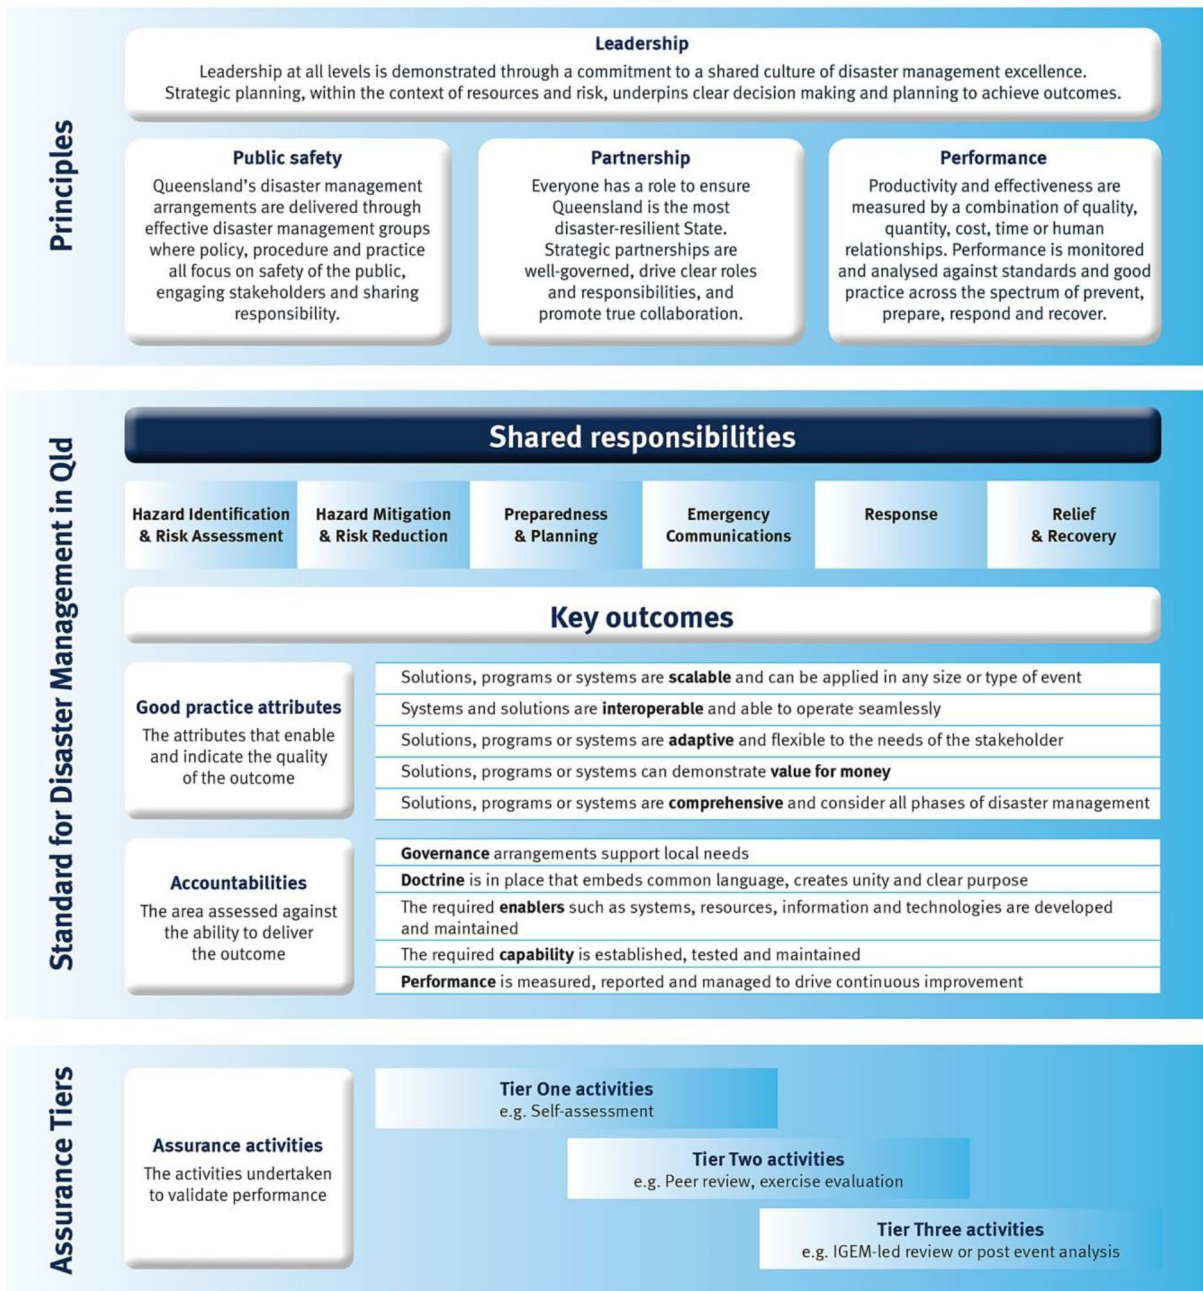 Principles
Leadership
Leadership at all levels is demonstrated through a commitment to a shared culture of disaster management excellence.
Strategic planning, within the context of resources and risk, underpins clear decision making and planning to achieve outcomes.
Public safety
Queensland’s disaster management
arrangements are delivered through
effective disaster management groups
where policy, procedure and practice
all focus on safety of the public,
engaging stakeholders and sharing
responsibility.
Partnership
Everyone has a role to ensure
Queensland is the most
disaster-resilient State.
Strategic partnerships are
well-governed, drive clear roles
and responsibilities, and
promote true collaboration.
Performance
Productivity and effectiveness are
measured by a combination of quality,
quantity, cost, time or human
relationships. Performance is monitored
and analysed against standards and good
practice across the spectrum of prevent,
prepare, respond and recover.
Standard for Disaster Management in Qld
Shared responsibilities
Hazard Identification
& Risk Assessment
Hazard Mitigation
& Risk Reduction
Preparedness
& Planning
Emergency
Communications
Response
Relief
& Recovery
Key outcomes
Good practice attributes
The attributes that enable
and indicate the quality
of the outcome
Solutions, programs or systems are scalable and can be applied in any size or type of event
Systems and solutions are interoperable and able to operate seamlessly
Solutions, programs or systems are adaptive and flexible to the needs of the stakeholder
Solutions, programs or systems can demonstrate value for money
Solutions, programs or systems are comprehensive and consider all phases of disaster management
Accountabilities
The area assessed against
the ability to deliver
the outcome
Governance arrangements support local needs
Doctrine is in place that embeds common language, creates unity and clear purpose
The required enablers such as systems, resources, information and technologies are developed
and maintained
The required capability is established, tested and maintained
Performance is measured, reported and managed to drive continuous improvement
Assurance Tiers
Assurance activities
The activities undertaken
to validate performance
Tier One activities
e.g. Self-assessment
Tier Two activities
e.g. Peer review, exercise evaluation
Tier Three activities
e.g. IGEM-led review or post event analysis